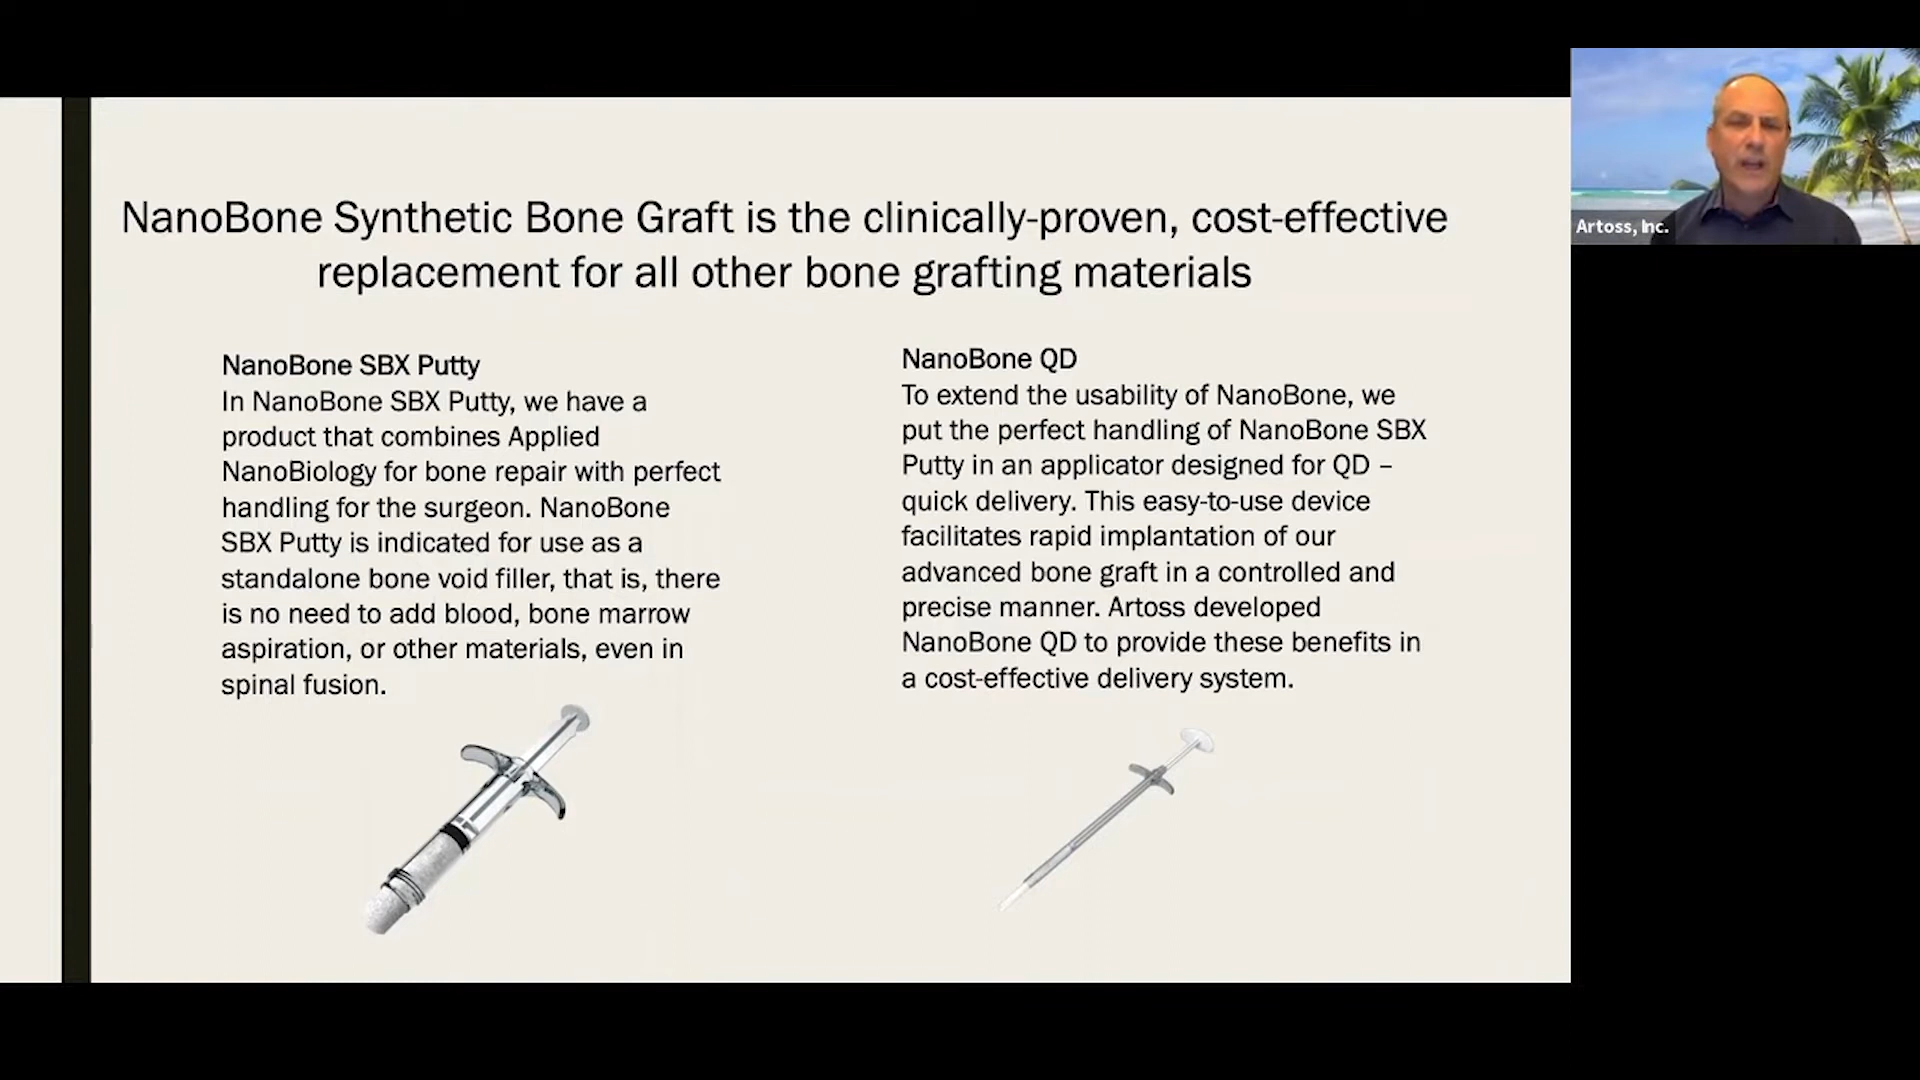 NanoBone Synthetic Bone Graft is the clinically-proven, cost-effective
replacement for all other bone grafting materials
NanoBone SBX Putty
In NanoBone SBX Putty, we have a
product that combines Applied
NanoBiology for bone repair with perfect
handling for the surgeon. NanoBone
SBX Putty is indicated for use as a
standalone bone void filler, that is, there
is no need to add blood, bone marrow
aspiration, or other materials, even in
spinal fusion.
NanoBone QD
To extend the usability of NanoBone, we
put the perfect handling of NanoBone SBX
Putty in an applicator designed for QD –
quick delivery. This easy-to-use device
facilitates rapid implantation of our
advanced bone graft in a controlled and
precise manner. Artoss developed
NanoBone QD to provide these benefits in
a cost-effective delivery system.
Artoss, Inc.